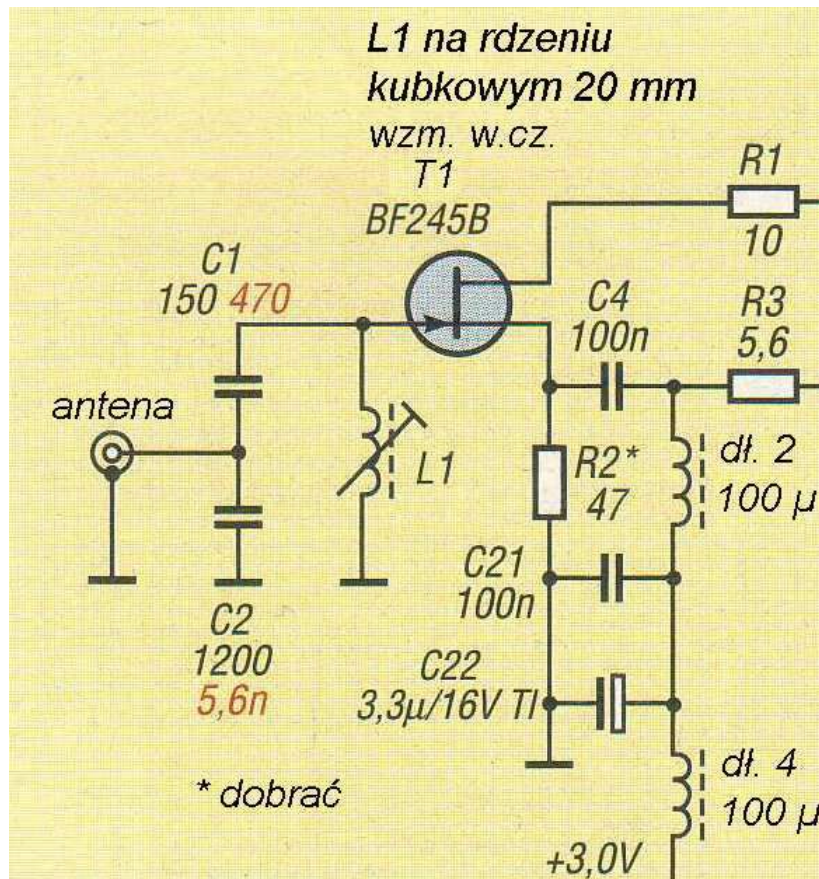 L1 na rdzeniu
kubkowym 20 mm
wzm. w.cz.
T1
BF245B
R1
10
C1
150 470
C4
100n
R3
5,6
antena
L1
R2*
47
dł. 2
100 µ
C21
100n
C2
1200
5,6n
C22
3,3µ/16V TI
dł. 4
100 µ
* dobrać
+3,0V